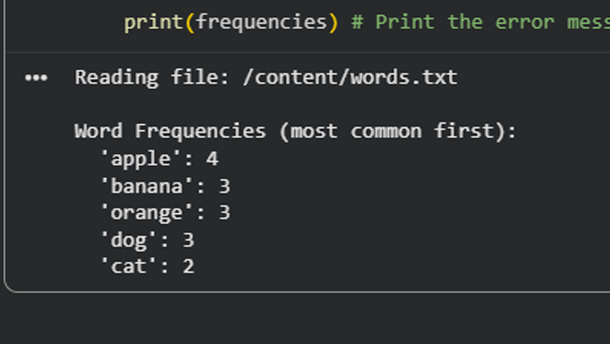 print(frequencies) # Print the error
••• Reading file: /content/words.txt
Word Frequencies (most common first):
'apple': 4
'banana': 3
'orange': 3
'dog': 3
'cat': 2